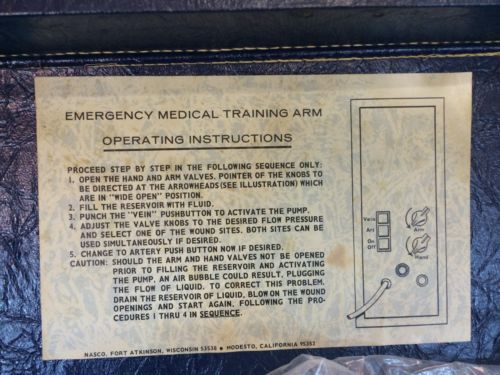 EMERGENCY MEDICAL TRAINING ARM
OPERATING INSTRUCTIONS
PROCEED STEP BY STEP IN THE FOLLOWING SEQUENCE ONLY:
1. OPEN THE HAND AND ARM VALVES. POINTER OF THE KNOBS TO
BE DIRECTED AT THE ARROWHEADS (SEE ILLUSTRATION) WHICH
ARE IN "WIDE OPEN" POSITION.
2. FILL THE RESERVOIR WITH FLUID.
3. PUNCH THE "VEIN" PUSHBUTTON TO ACTIVATE THE PUMP.
4. ADJUST THE VALVE KNOBS TO THE DESIRED FLOW PRESSURE
AND SELECT ONE OF THE WOUND SITES. BOTH SITES CAN BE
USED SIMULTANEOUSLY IF DESIRED.
5. CHANGE TO ARTERY PUSH BUTTON NOW IF DESIRED.
CAUTION: SHOULD THE ARM AND HAND VALVES NOT BE OPENED
PRIOR TO FILLING THE RESERVOIR AND ACTIVATING
THE PUMP, AN AIR BUBBLE COULD RESULT, PLUGGING
THE FLOW OF LIQUID. TO CORRECT THIS PROBLEM,
DRAIN THE RESERVOIR OF LIQUID, BLOW ON THE WOUND
OPENINGS AND START AGAIN, FOLLOWING THE PRO-
CEDURES 1 THRU 4 IN SEQUENCE.
NASCO, FORT ATKINSON, WISCONSIN 53538 • MODESTO, CALIFORNIA 95352
Vein
Art
On
Off
Arm
Hand